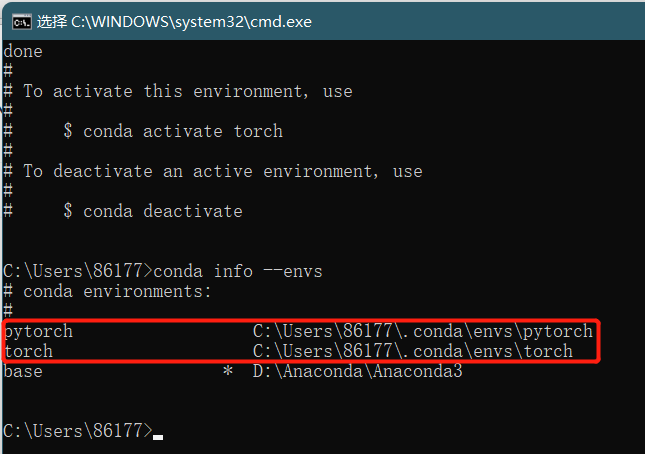 选择 C:\WINDOWS\system32\cmd.exe
done
#
# To activate this environment, use
#
#     $ conda activate torch
#
# To deactivate an active environment, use
#
#     $ conda deactivate
C:\Users\86177>conda info --envs
# conda environments:
#
pytorch                  C:\Users\86177\.conda\envs\pytorch
torch                    C:\Users\86177\.conda\envs\torch
base                  *  D:\Anaconda\Anaconda3
C:\Users\86177>